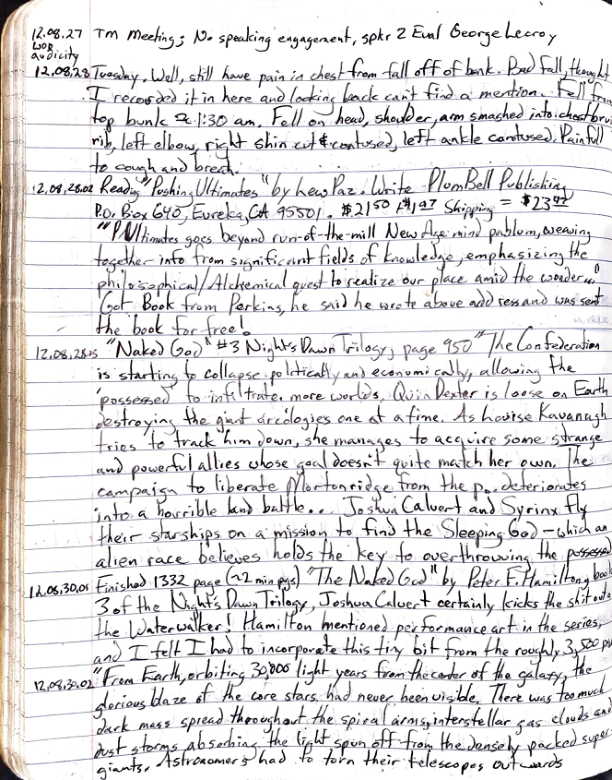 12.08.27 TM Meeting; No speaking engagement, spkr 2 Eval George Lecroy
WOR
audicity
12.08.28 Tuesday. Well, still have pain in chest from fall off of bunk. Bad fall, thought
I recorded it in here and looking back can't find a mention. Fell from
top bunk ≈ 1:30 am. Fell on head, shoulder, arm smashed into chest
rib, left elbow, right shin cut & contused, left ankle contused. Painful
to cough and breath.
12.08.28.02 Readg "Pushing Ultimates" by Lew Paz. Write PlomBell Publishing
P.O. Box 640, Eureka, CA 95501. $21.50 Shipping =
"P Ultimates goes beyond run-of-the-mill New Age mind pablum, weaving
together into from significant fields of knowledge, emphasizing the
philosophical/Alchemical quest to realize our place amid the wonder..."
Got Book from Perkins, he said he wrote above address and was sent
the book for free!
12.08.28.15 "Naked God" #3 Night's Dawn Trilogy, page 950 "The Confederation
is starting to collapse politically and economically, allowing the
'possessed' to infiltrate more worlds. Quinn Dexter is loose on Earth
destroying the giant arcologies one at a time. As Louise Kavanagh
tries to track him down, she manages to acquire some strange
and powerful allies whose goal doesn't quite match her own. The
campaign to liberate Mortonridge from the p.. deteriorates
into a horrible land battle... Joshua Calvert and Syrinx fly
their starships on a mission to find the Sleeping God – which an
alien race believes holds the key to overthrowing the possessed
12.08.30.01 Finished 1332 page (≈2 min pgs) "The Naked God" by Peter F. Hamilton, book
3 of the Night's Dawn Trilogy, Joshua Calvert certainly kicks the shit out o
the Waterwalker! Hamilton mentioned performance art in the series,
and I felt I had to incorporate this tiny bit from the roughly 3,500 pgs
12.08.30.02 "From Earth, orbiting 30,000 light years from the center of the galaxy, the
glorious blaze of the core stars had never been visible. There was too much
dark mass spread throughout the spiral arms, interstellar gas clouds and
dust storms absorbing the light spun off from the densely packed super-
giants. Astronomers had to torn their telescopes outwards